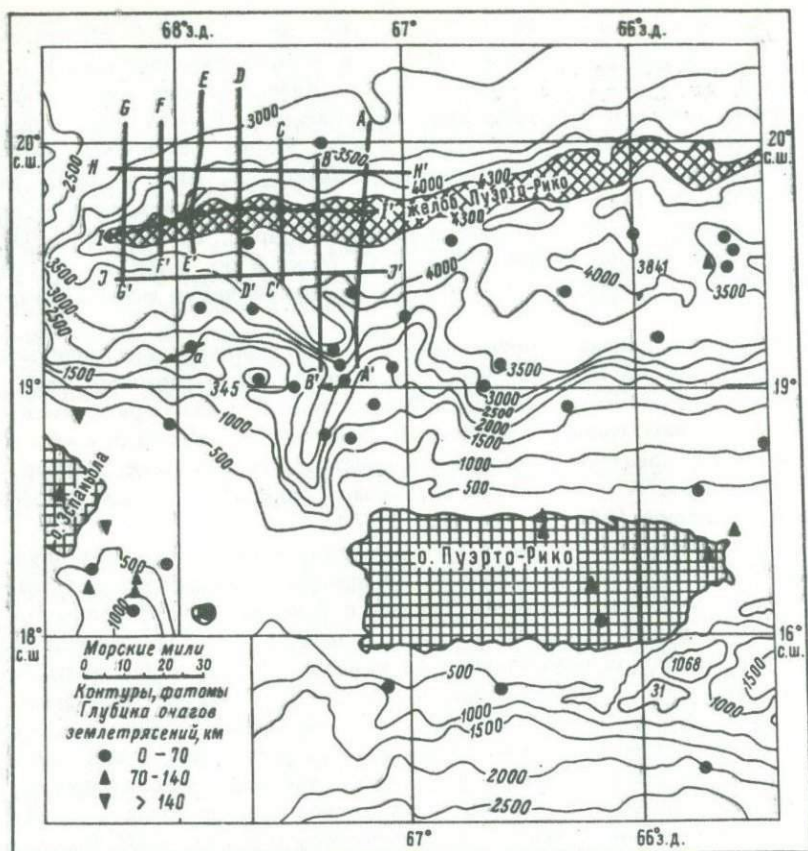 68°з.д. 67° 66°з.д.
G F E D C A
3000
2500
20° с.ш. 20° с.ш.
H B 3500 H'
4000 4300
I I' Желоб Пуэрто-Рико
4300
F' E'
3841
3500 J G' D' C' J' 4000 4000 3500
3000
2500
a
1500 19° 345 B' A' 3500 19°
3000
2500
2000
1000 1500
500 1000
500
о. Эспаньола
о. Пуэрто-Рико
500
1000
18° с.ш 18° с.ш.
Морские мили
0 5 10 20 30
Контуры, фатомы
Глубина очагов
землетрясений, км
0-70
70-140
> 140
500 1068 1500
31 1000
1000
1500
2000
2500
67° 66°з.д.